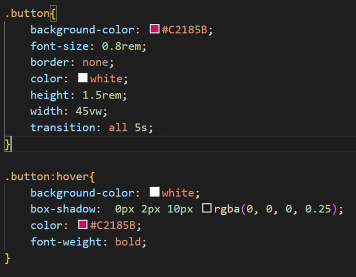 .button{
background-color: #C2185B;
font-size: 0.8rem;
border: none;
color: white;
height: 1.5rem;
width: 45vw;
transition: all 5s;
}
.button:hover{
background-color: white;
box-shadow:  0px 2px 10px rgba(0, 0, 0, 0.25);
color: #C2185B;
font-weight: bold;
}